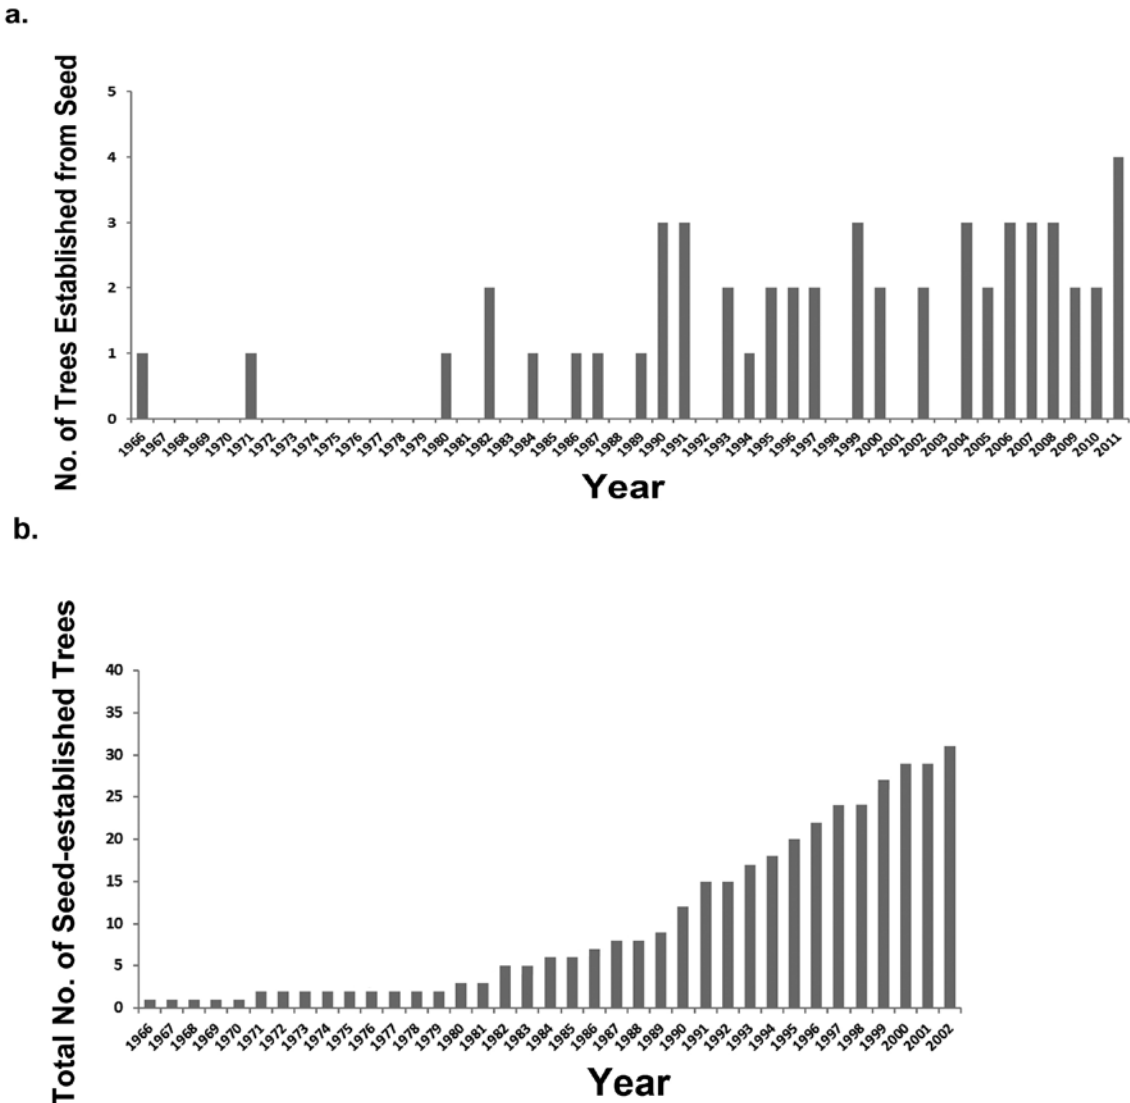 a.
No. of Trees Established from Seed
5
4
3
2
1
0
1966 1967 1968 1969 1970 1971 1972 1973 1974 1975 1976 1977 1978 1979 1980 1981 1982 1983 1984 1985 1986 1987 1988 1989 1990 1991 1992 1993 1994 1995 1996 1997 1998 1999 2000 2001 2002 2003 2004 2005 2006 2007 2008 2009 2010 2011
Year
b.
Total No. of Seed-established Trees
40
35
30
25
20
15
10
5
0
1966 1967 1968 1969 1970 1971 1972 1973 1974 1975 1976 1977 1978 1979 1980 1981 1982 1983 1984 1985 1986 1987 1988 1989 1990 1991 1992 1993 1994 1995 1996 1997 1998 1999 2000 2001 2002
Year